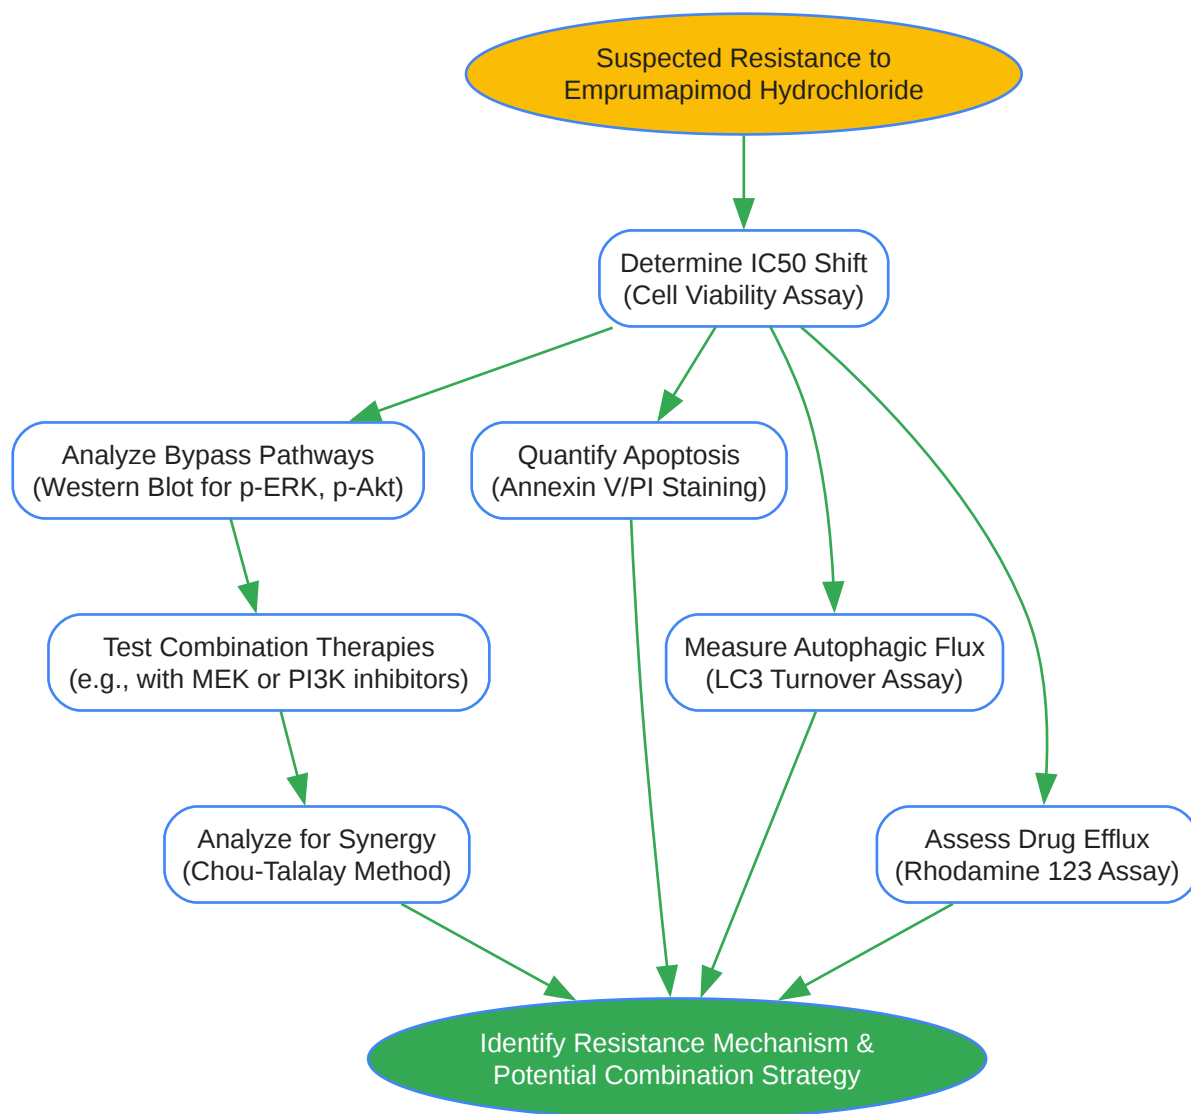 Suspected Resistance to
Emprumapimod Hydrochloride
Determine IC50 Shift
(Cell Viability Assay)
Analyze Bypass Pathways
(Western Blot for p-ERK, p-Akt)
Quantify Apoptosis
(Annexin V/PI Staining)
Test Combination Therapies
(e.g., with MEK or PI3K inhibitors)
Measure Autophagic Flux
(LC3 Turnover Assay)
Analyze for Synergy
(Chou-Talalay Method)
Assess Drug Efflux
(Rhodamine 123 Assay)
Identify Resistance Mechanism &
Potential Combination Strategy